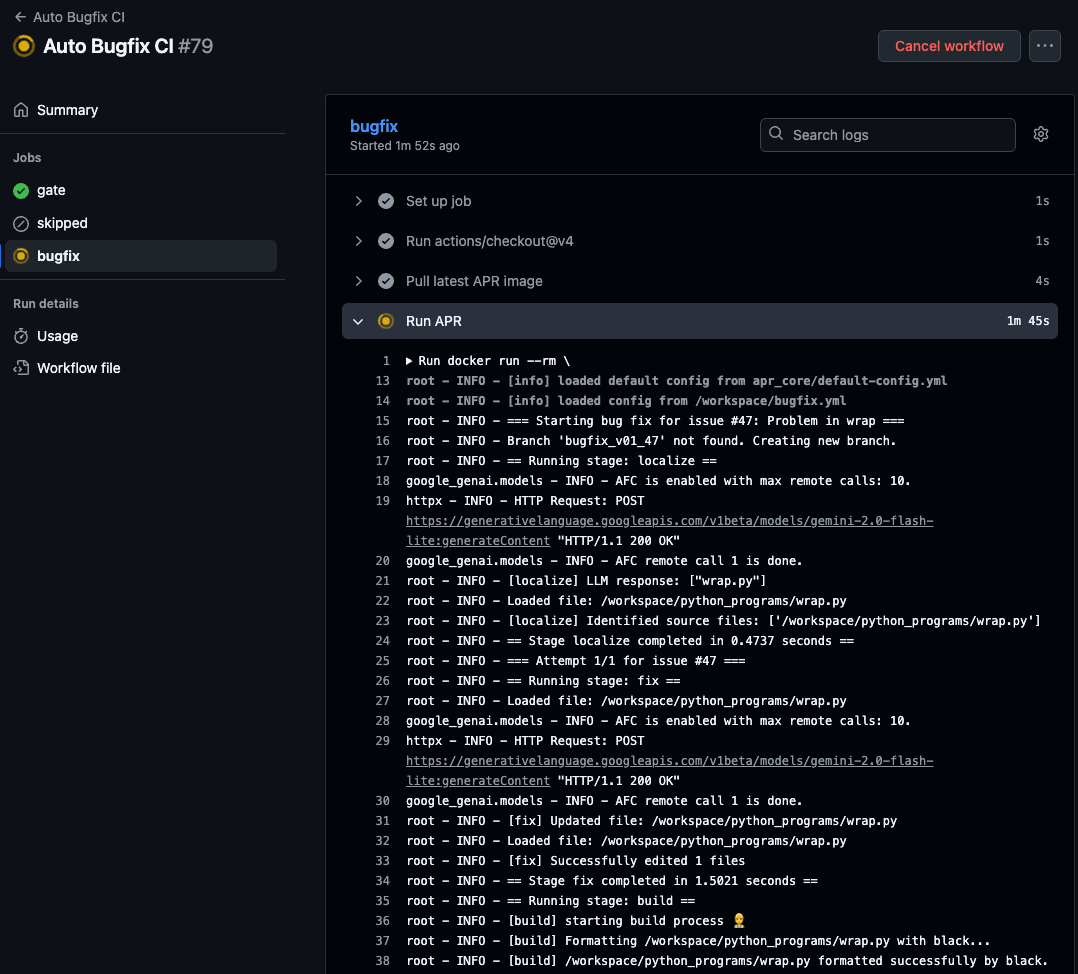 Auto Bugfix CI
Auto Bugfix CI #79
Cancel workflow
Summary
Jobs
gate
skipped
bugfix
Run details
Usage
Workflow file
bugfix
Started 1m 52s ago
Search logs
Set up job 1s
Run actions/checkout@v4 1s
Pull latest APR image 4s
Run APR 1m 45s
1 ▶ Run docker run --rm \
13 root - INFO - [info] loaded default config from apr_core/default-config.yml
14 root - INFO - [info] loaded config from /workspace/bugfix.yml
15 root - INFO - === Starting bug fix for issue #47: Problem in wrap ===
16 root - INFO - Branch 'bugfix_v01_47' not found. Creating new branch.
17 root - INFO - == Running stage: localize ==
18 google_genai.models - INFO - AFC is enabled with max remote calls: 10.
19 httpx - INFO - HTTP Request: POST
https://generativelanguage.googleapis.com/v1beta/models/gemini-2.0-flash-
lite:generateContent "HTTP/1.1 200 OK"
20 google_genai.models - INFO - AFC remote call 1 is done.
21 root - INFO - [localize] LLM response: ["wrap.py"]
22 root - INFO - Loaded file: /workspace/python_programs/wrap.py
23 root - INFO - [localize] Identified source files: ['/workspace/python_programs/wrap.py']
24 root - INFO - == Stage localize completed in 0.4737 seconds ==
25 root - INFO - === Attempt 1/1 for issue #47 ===
26 root - INFO - == Running stage: fix ==
27 root - INFO - Loaded file: /workspace/python_programs/wrap.py
28 google_genai.models - INFO - AFC is enabled with max remote calls: 10.
29 httpx - INFO - HTTP Request: POST
https://generativelanguage.googleapis.com/v1beta/models/gemini-2.0-flash-
lite:generateContent "HTTP/1.1 200 OK"
30 google_genai.models - INFO - AFC remote call 1 is done.
31 root - INFO - [fix] Updated file: /workspace/python_programs/wrap.py
32 root - INFO - Loaded file: /workspace/python_programs/wrap.py
33 root - INFO - [fix] Successfully edited 1 files
34 root - INFO - == Stage fix completed in 1.5021 seconds ==
35 root - INFO - == Running stage: build ==
36 root - INFO - [build] starting build process 👷
37 root - INFO - [build] Formatting /workspace/python_programs/wrap.py with black...
38 root - INFO - [build] /workspace/python_programs/wrap.py formatted successfully by black.